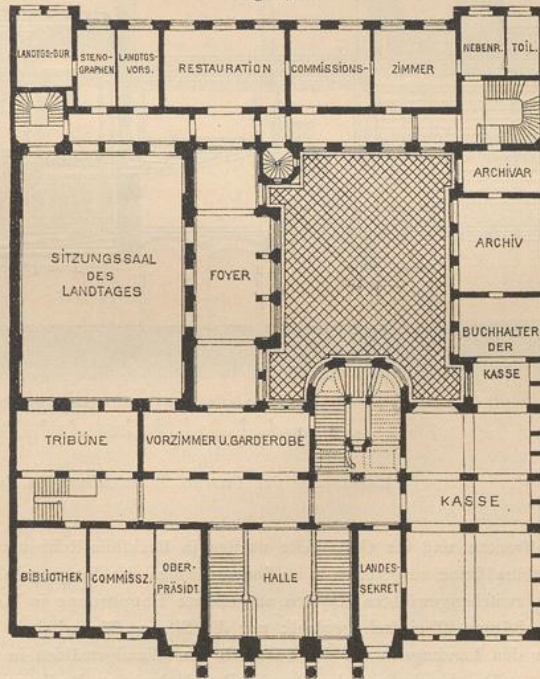 LANDTGS-BUR
STENO-
GRAPHEN
LANDTGS-
VORS.
RESTAURATION
COMMISSIONS-
ZIMMER
NEBENR.
TOIL.
ARCHIVAR
ARCHIV
SITZUNGSSAAL
DES
LANDTAGES
FOYER
BUCHHALTER
DER
KASSE
TRIBÜNE
VORZIMMER U. GARDEROBE
KASSE
BIBLIOTHEK
COMMISSZ.
OBER-
PRÄSIDT.
HALLE
LANDES-
SEKRET